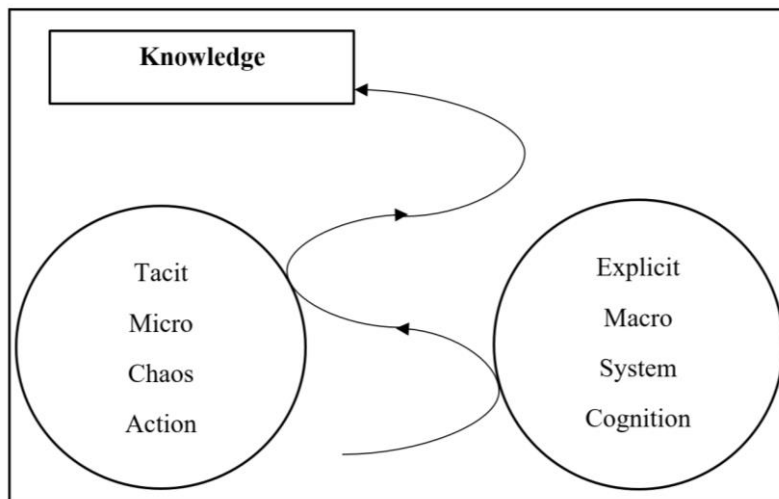 Knowledge
Tacit
Micro
Chaos
Action
Explicit
Macro
System
Cognition